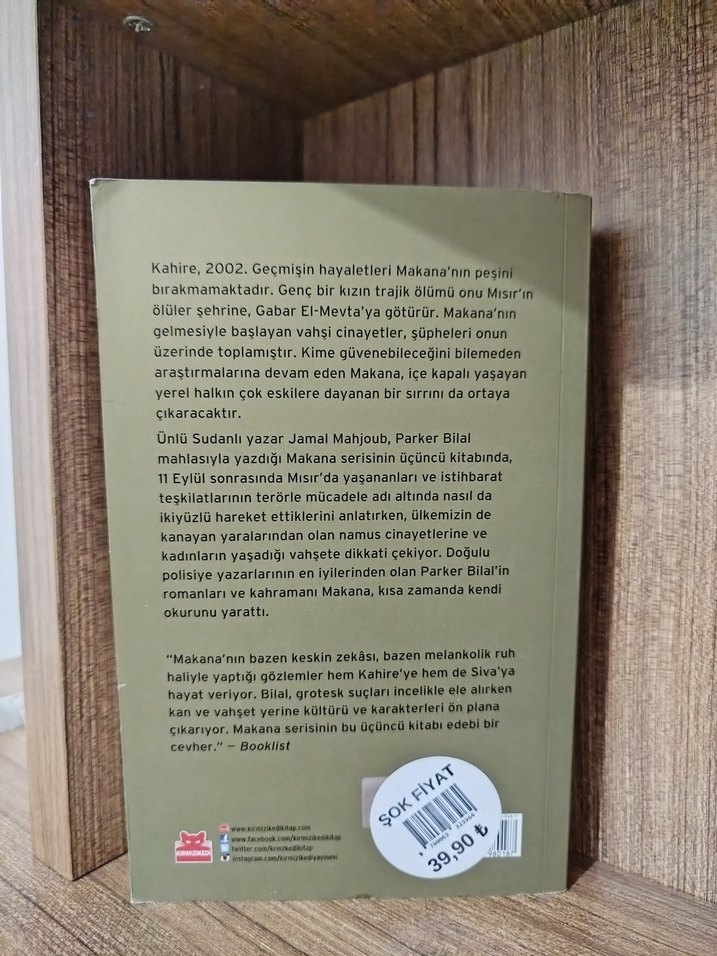 Kahire, 2002. Geçmişin hayaletleri Makana'nın peşini
bırakmamaktadır. Genç bir kızın trajik ölümü onu Mısır'ın
ölüler şehrine, Gabar El-Mevta'ya götürür. Makana'nın
gelmesiyle başlayan vahşi cinayetler, şüpheleri onun
üzerinde toplamıştır. Kime güvenebileceğini bilemeden
araştırmalarına devam eden Makana, içe kapalı yaşayan
yerel halkın çok eskilere dayanan bir sırrını da ortaya
çıkaracaktır.
Ünlü Sudanlı yazar Jamal Mahjoub, Parker Bilal
mahlasıyla yazdığı Makana serisinin üçüncü kitabında,
11 Eylül sonrasında Mısır'da yaşananları ve istihbarat
teşkilatlarının terörle mücadele adı altında nasıl da
ikiyüzlü hareket ettiklerini anlatırken, ülkemizin de
kanayan yaralarından olan namus cinayetlerine ve
kadınların yaşadığı vahşete dikkati çekiyor. Doğulu
polisiye yazarlarının en iyilerinden olan Parker Bilal'in
romanları ve kahramanı Makana, kısa zamanda kendi
okurunu yarattı.
"Makana'nın bazen keskin zekâsı, bazen melankolik ruh
haliyle yaptığı gözlemler hem Kahire'ye hem de Siva'ya
hayat veriyor. Bilal, grotesk suçları incelikle ele alırken
kan ve vahşet yerine kültürü ve karakterleri ön plana
çıkarıyor. Makana serisinin bu üçüncü kitabı edebi bir
cevher." – Booklist
KIRMIZIKEDİ
www.kirmizikedikitap.com
www.facebook.com/kirmizikedikitap
twitter.com/krmzkedikitap
instagram.com/kirmizikediyayinevi
ŞOK FİYAT
39,90 ₺